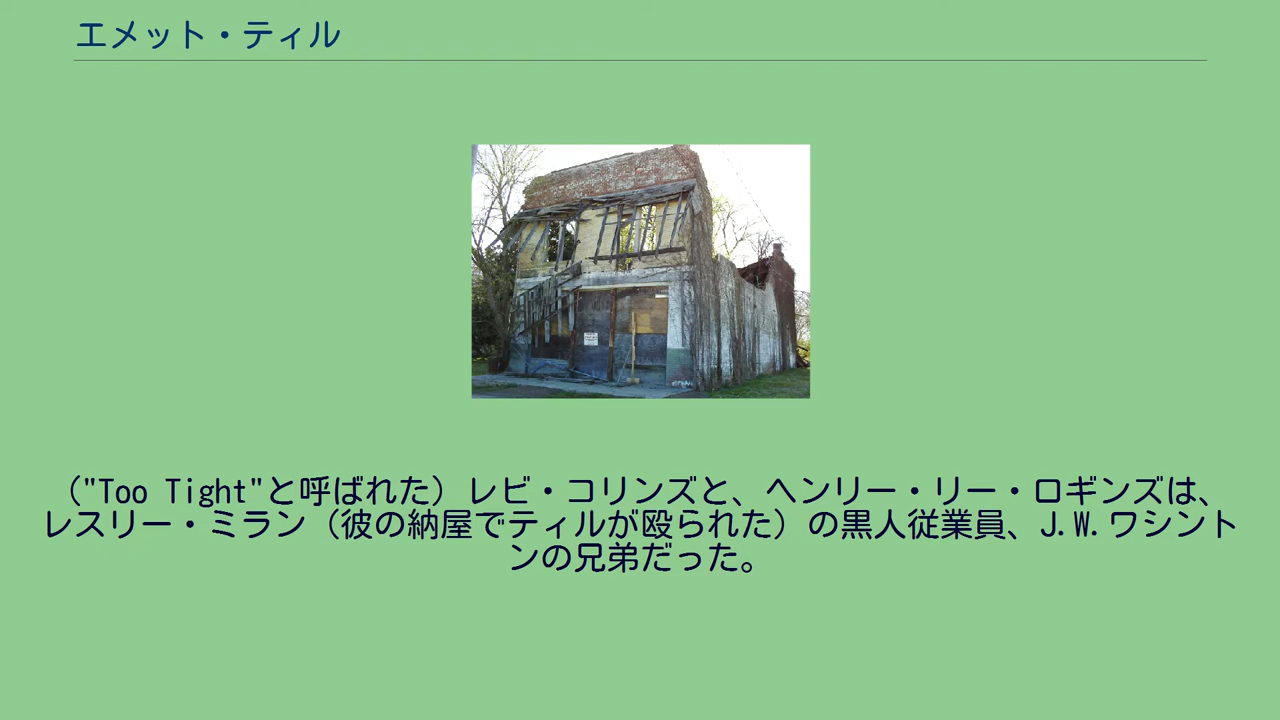 エメット・ティル
("Too Tight"と呼ばれた）レビ・コリンズと、ヘンリー・リー・ロギンズは、
レスリー・ミラン（彼の納屋でティルが殴られた）の黒人従業員、J.W.ワシント
ンの兄弟だった。